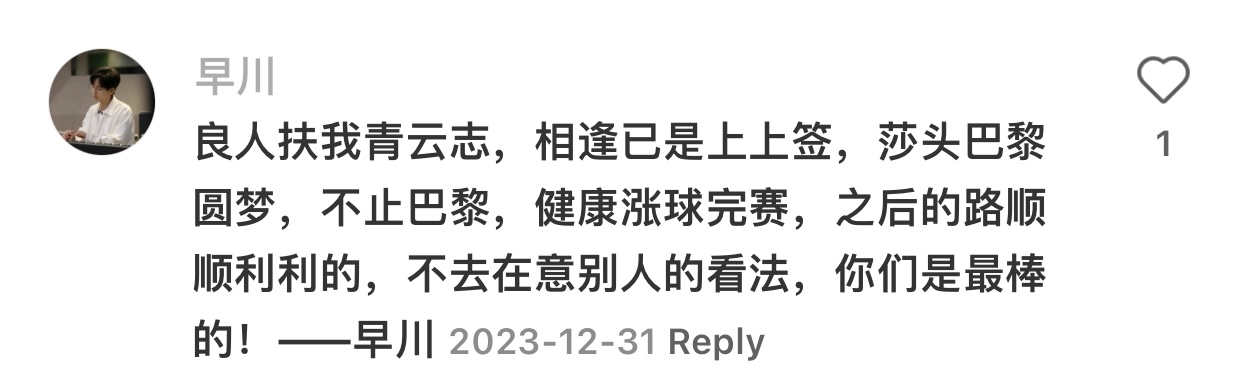 早川
良人扶我青云志，相逢已是上上签，莎头巴黎
圆梦，不止巴黎，健康涨球完赛，之后的路顺
顺利利的，不去在意别人的看法，你们是最棒
的！——早川 2023-12-31 Reply
1